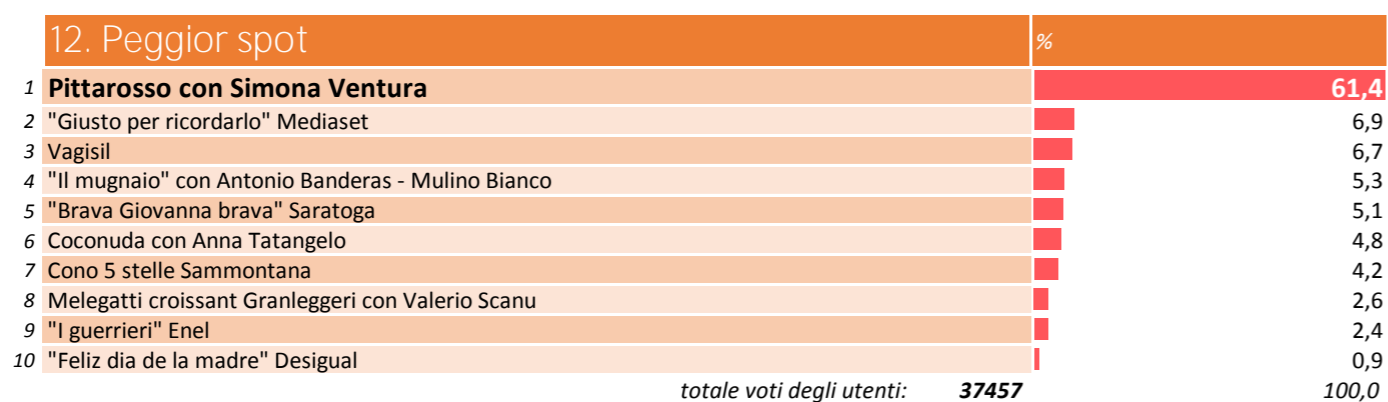 12. Peggior spot %
1 Pittarosso con Simona Ventura 61,4
2 "Giusto per ricordarlo" Mediaset 6,9
3 Vagisil 6,7
4 "Il mugnaio" con Antonio Banderas - Mulino Bianco 5,3
5 "Brava Giovanna brava" Saratoga 5,1
6 Coconuda con Anna Tatangelo 4,8
7 Cono 5 stelle Sammontana 4,2
8 Melegatti croissant Granleggeri con Valerio Scanu 2,6
9 "I guerrieri" Enel 2,4
10 "Feliz dia de la madre" Desigual 0,9
totale voti degli utenti: 37457 100,0